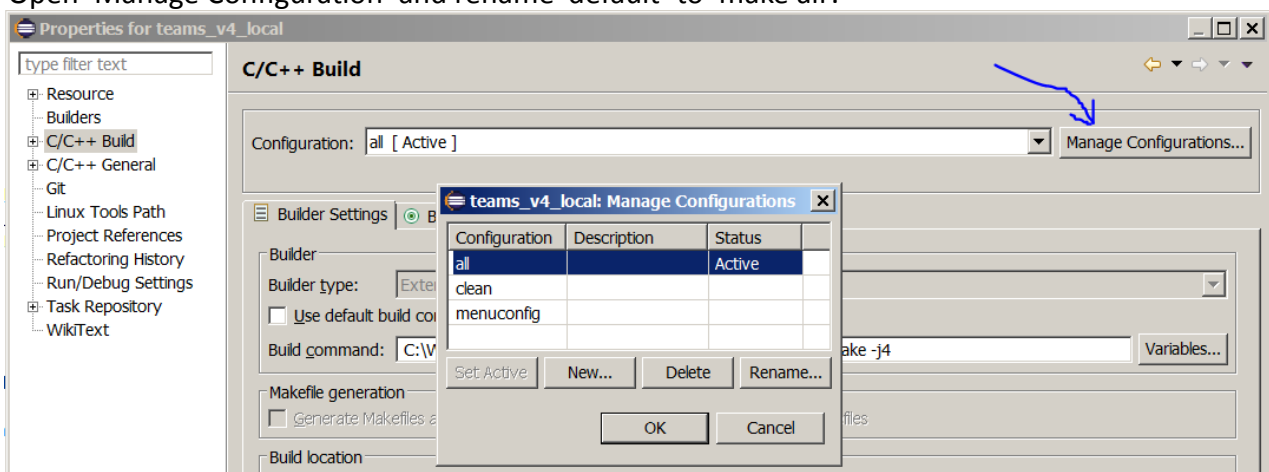 Open Manage Configuration and rename default to make all.
Properties for teams_v4_local
type filter text
C/C++ Build
Resource
Builders
C/C++ Build
C/C++ General
Git
Linux Tools Path
Project References
Refactoring History
Run/Debug Settings
Task Repository
WikiText
Configuration: all [ Active ]
Manage Configurations...
Builder Settings
Builder
Builder type:
Use default build
Build command: C:\
ake -j4
Variables...
Makefile generation
Generate Makefiles
files
Build location
teams_v4_local: Manage Configurations
Configuration Description Status
all Active
clean
menuconfig
Set Active New... Delete Rename...
OK Cancel